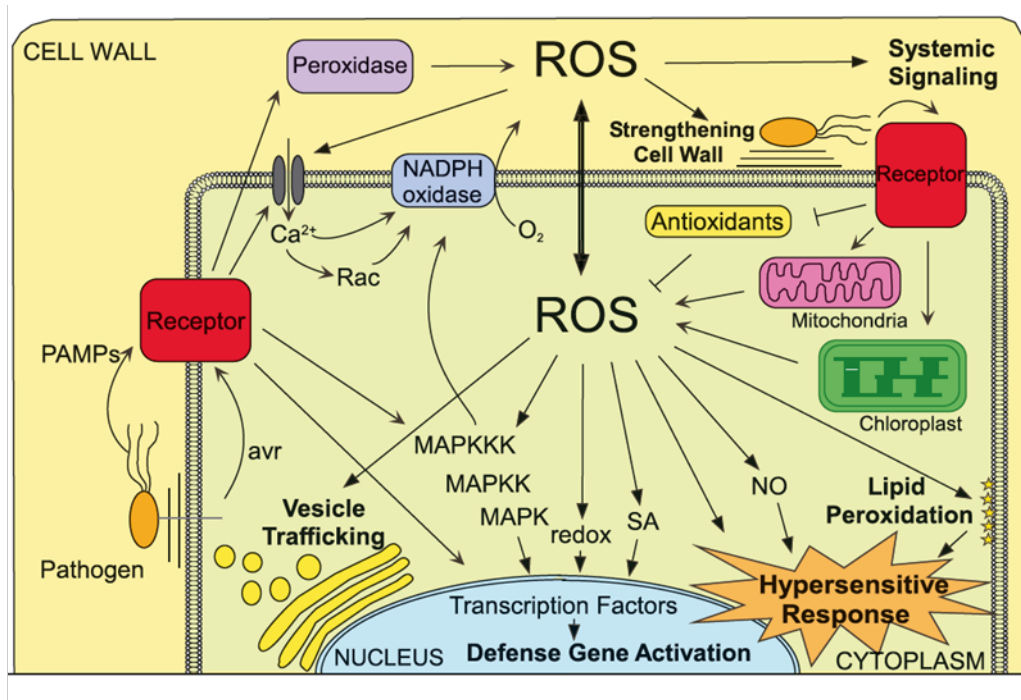 CELL WALL
Peroxidase
ROS
Systemic
Signaling
Strengthening
Cell Wall
Receptor
NADPH
oxidase
Antioxidants
Ca²⁺
O₂
Rac
Mitochondria
ROS
Receptor
PAMPs
Chloroplast
MAPKKK
avr
MAPKK
NO
Lipid
Peroxidation
Vesicle
Trafficking
MAPK
redox
SA
Pathogen
Hypersensitive
Response
Transcription Factors
NUCLEUS
Defense Gene Activation
CYTOPLASM